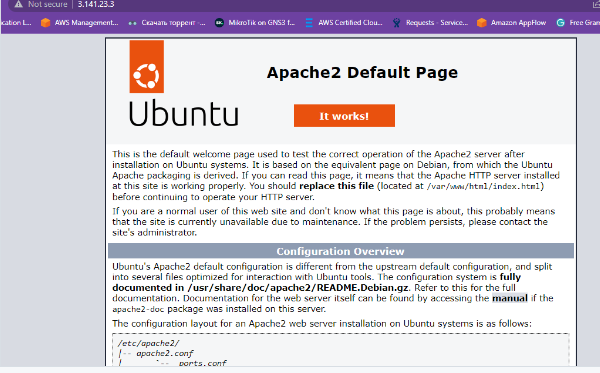 Not secure | 3.141.23.3
ication L... AWS Management... Скачать торрент -... MikroTik on GNS3 f... AWS Certified Clou... Requests - Service... Amazon AppFlow Free Gram
Apache2 Default Page
Ubuntu
It works!
This is the default welcome page used to test the correct operation of the Apache2 server after
installation on Ubuntu systems. It is based on the equivalent page on Debian, from which the Ubuntu
Apache packaging is derived. If you can read this page, it means that the Apache HTTP server installed
at this site is working properly. You should replace this file (located at /var/www/html/index.html)
before continuing to operate your HTTP server.
If you are a normal user of this web site and don't know what this page is about, this probably means
that the site is currently unavailable due to maintenance. If the problem persists, please contact the
site's administrator.
Configuration Overview
Ubuntu's Apache2 default configuration is different from the upstream default configuration, and split
into several files optimized for interaction with Ubuntu tools. The configuration system is fully
documented in /usr/share/doc/apache2/README.Debian.gz. Refer to this for the full
documentation. Documentation for the web server itself can be found by accessing the manual if the
apache2-doc package was installed on this server.
The configuration layout for an Apache2 web server installation on Ubuntu systems is as follows:
/etc/apache2/
|-- apache2.conf
| `-- ports.conf